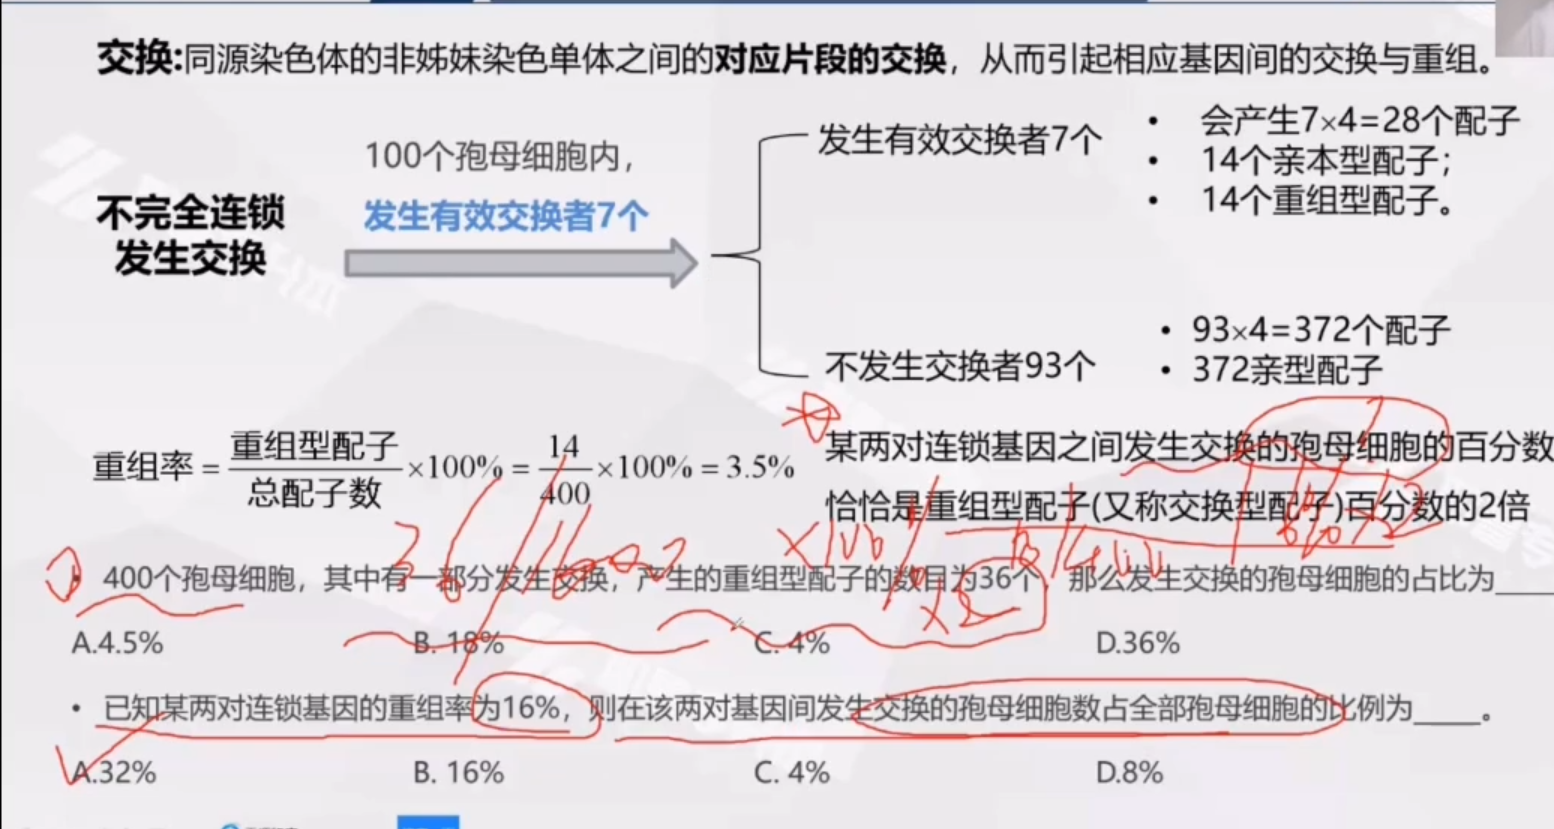 交换:同源染色体的非姊妹染色单体之间的对应片段的交换，从而引起相应基因间的交换与重组。
不完全连锁
发生交换
100个孢母细胞内，
发生有效交换者7个
发生有效交换者7个
• 会产生7×4=28个配子
• 14个亲本型配子；
• 14个重组型配子。
不发生交换者93个
• 93×4=372个配子
• 372亲型配子
重组率 = 重组型配子/总配子数 ×100% = 14/400 ×100% = 3.5%
某两对连锁基因之间发生交换的孢母细胞的百分数
恰恰是重组型配子(又称交换型配子)百分数的2倍
• 400个孢母细胞，其中有一部分发生交换，产生的重组型配子的数目为36个，那么发生交换的孢母细胞的占比为____
A.4.5%
B. 18%
C. 4%
D.36%
• 已知某两对连锁基因的重组率为16%，则在该两对基因间发生交换的孢母细胞数占全部孢母细胞的比例为____。
A.32%
B. 16%
C. 4%
D.8%